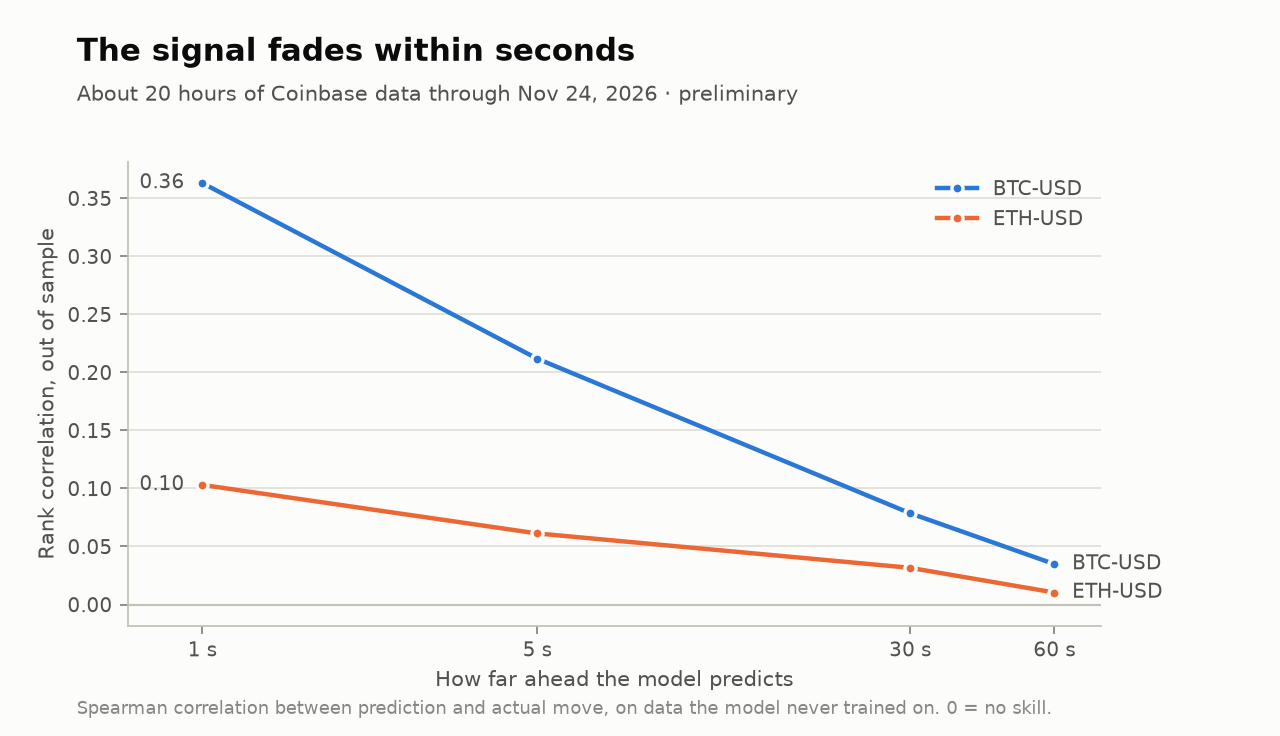 The signal fades within seconds
About 20 hours of Coinbase data through Nov 24, 2026 · preliminary
Rank correlation, out of sample
0.35
0.30
0.25
0.20
0.15
0.10
0.05
0.00
0.36
0.10
BTC-USD
ETH-USD
BTC-USD
ETH-USD
1 s 5 s 30 s 60 s
How far ahead the model predicts
Spearman correlation between prediction and actual move, on data the model never trained on. 0 = no skill.